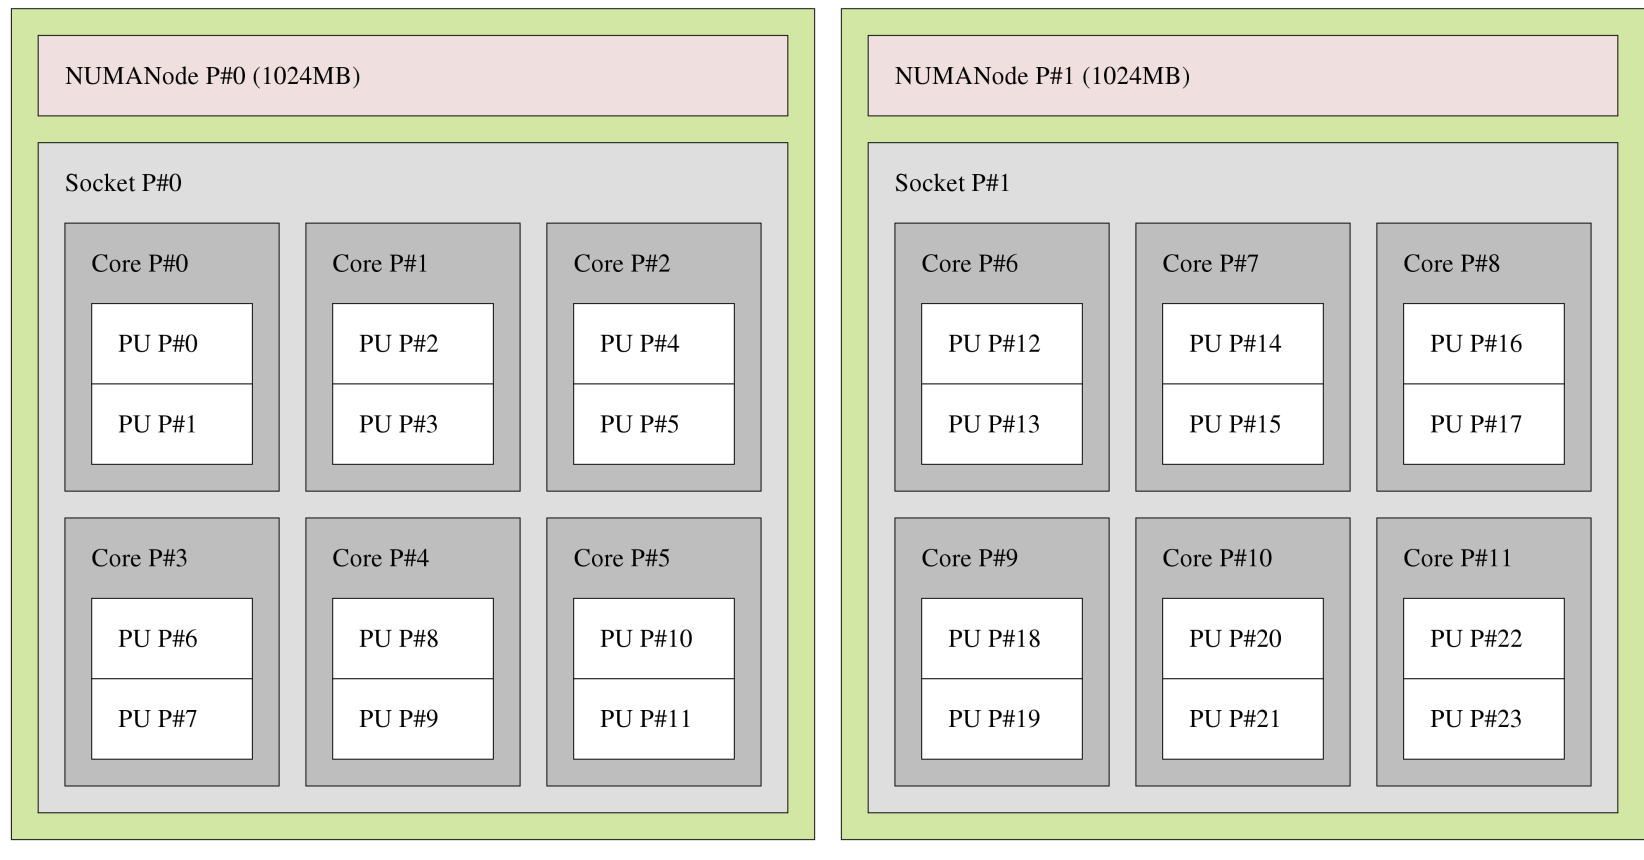 NUMANode P#0 (1024MB)
Socket P#0
Core P#0
PU P#0
PU P#1
Core P#1
PU P#2
PU P#3
Core P#2
PU P#4
PU P#5
Core P#3
PU P#6
PU P#7
Core P#4
PU P#8
PU P#9
Core P#5
PU P#10
PU P#11
NUMANode P#1 (1024MB)
Socket P#1
Core P#6
PU P#12
PU P#13
Core P#7
PU P#14
PU P#15
Core P#8
PU P#16
PU P#17
Core P#9
PU P#18
PU P#19
Core P#10
PU P#20
PU P#21
Core P#11
PU P#22
PU P#23